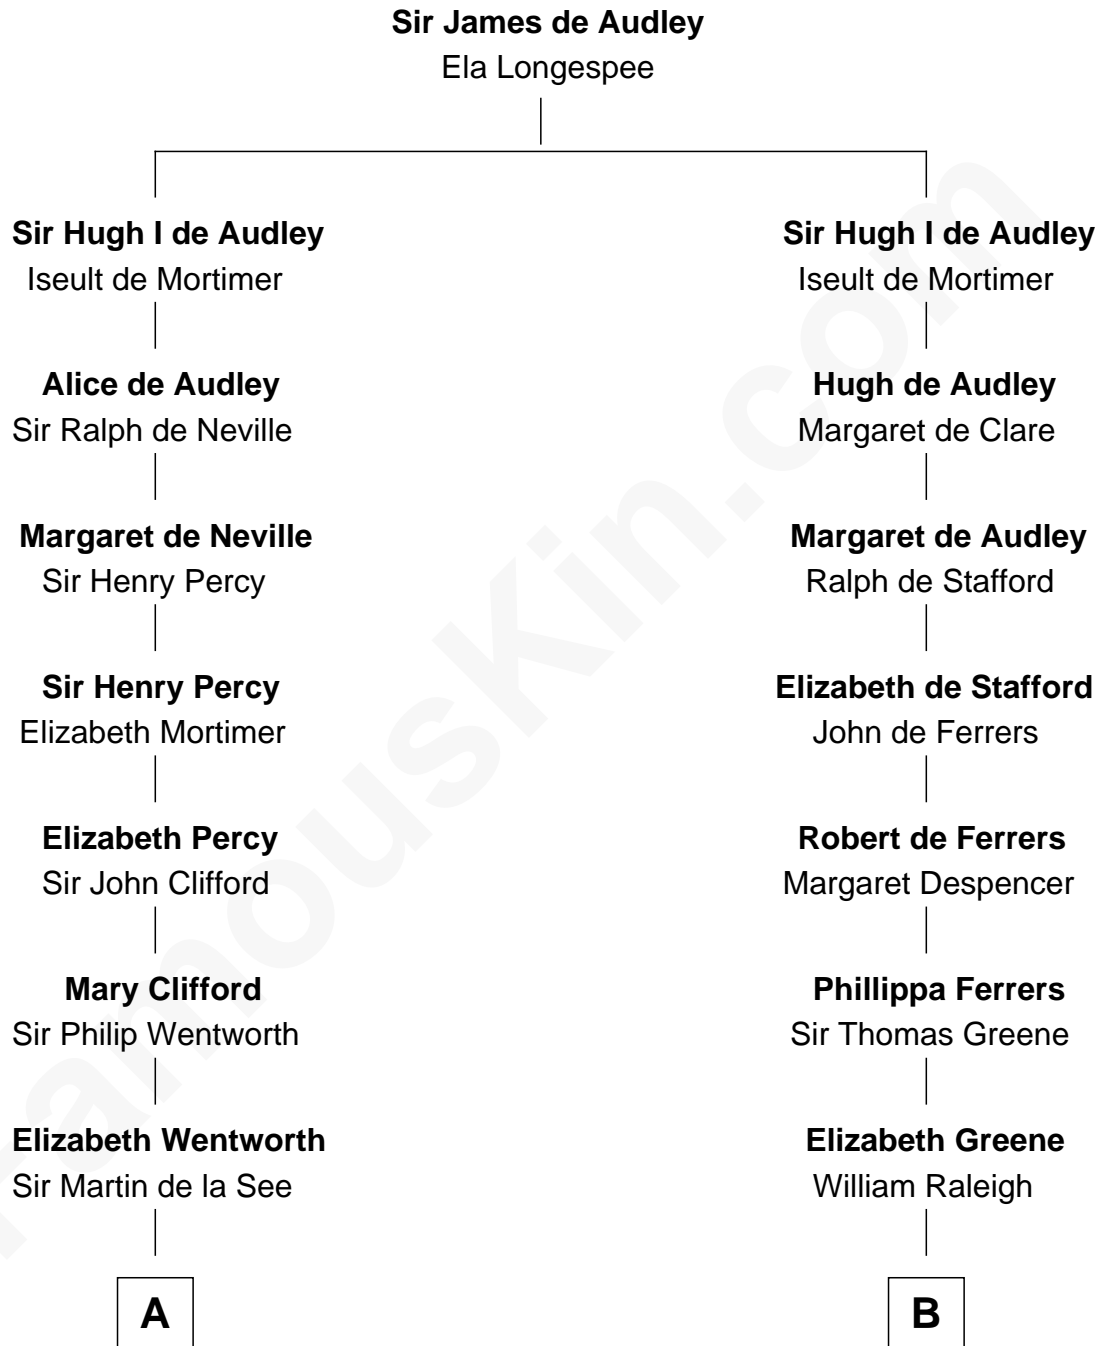 Sir James de Audley
Ela Longespee
Sir Hugh I de Audley
Iseult de Mortimer
Sir Hugh I de Audley
Iseult de Mortimer
Alice de Audley
Sir Ralph de Neville
Hugh de Audley
Margaret de Clare
Margaret de Neville
Sir Henry Percy
Margaret de Audley
Ralph de Stafford
Sir Henry Percy
Elizabeth Mortimer
Elizabeth de Stafford
John de Ferrers
Elizabeth Percy
Sir John Clifford
Robert de Ferrers
Margaret Despencer
Mary Clifford
Sir Philip Wentworth
Phillippa Ferrers
Sir Thomas Greene
Elizabeth Wentworth
Sir Martin de la See
Elizabeth Greene
William Raleigh
A
B
FamousKin.com